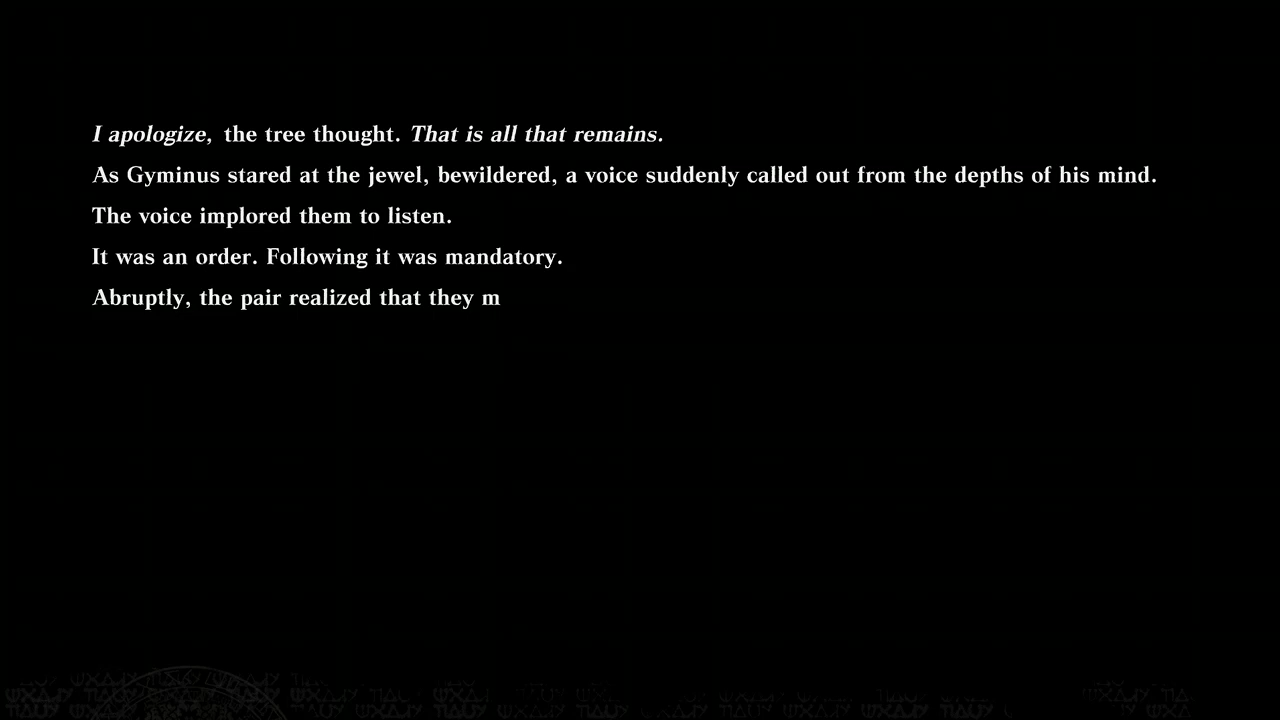 I apologize, the tree thought. That is all that remains.
As Gyminus stared at the jewel, bewildered, a voice suddenly called out from the depths of his mind.
The voice implored them to listen.
It was an order. Following it was mandatory.
Abruptly, the pair realized that they m